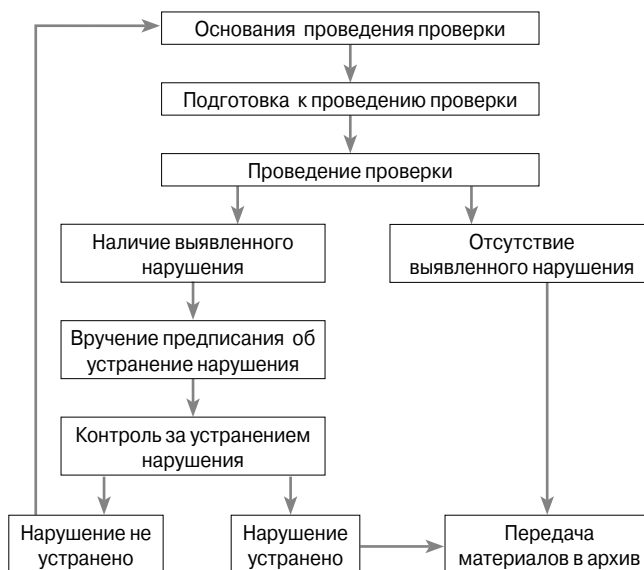 Основания проведения проверки
Подготовка к проведению проверки
Проведение проверки
Наличие выявленного
нарушения
Отсутствие
выявленного нарушения
Вручение предписания об
устранение нарушения
Контроль за устранением
нарушения
Нарушение не
устранено
Нарушение
устранено
Передача
материалов в архив